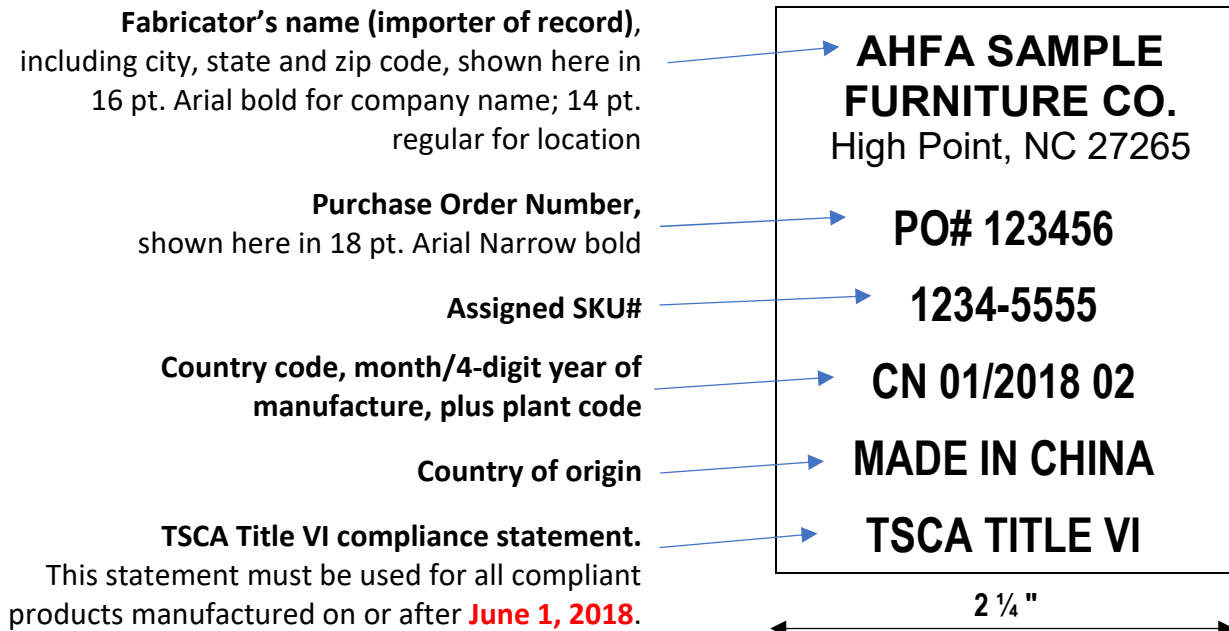 Fabricator's name (importer of record),
including city, state and zip code, shown here in
16 pt. Arial bold for company name; 14 pt.
regular for location
Purchase Order Number,
shown here in 18 pt. Arial Narrow bold
Assigned SKU#
Country code, month/4-digit year of
manufacture, plus plant code
Country of origin
TSCA Title VI compliance statement.
This statement must be used for all compliant
products manufactured on or after June 1, 2018.
AHFA SAMPLE
FURNITURE CO.
High Point, NC 27265
PO# 123456
1234-5555
CN 01/2018 02
MADE IN CHINA
TSCA TITLE VI
2 ¼ "